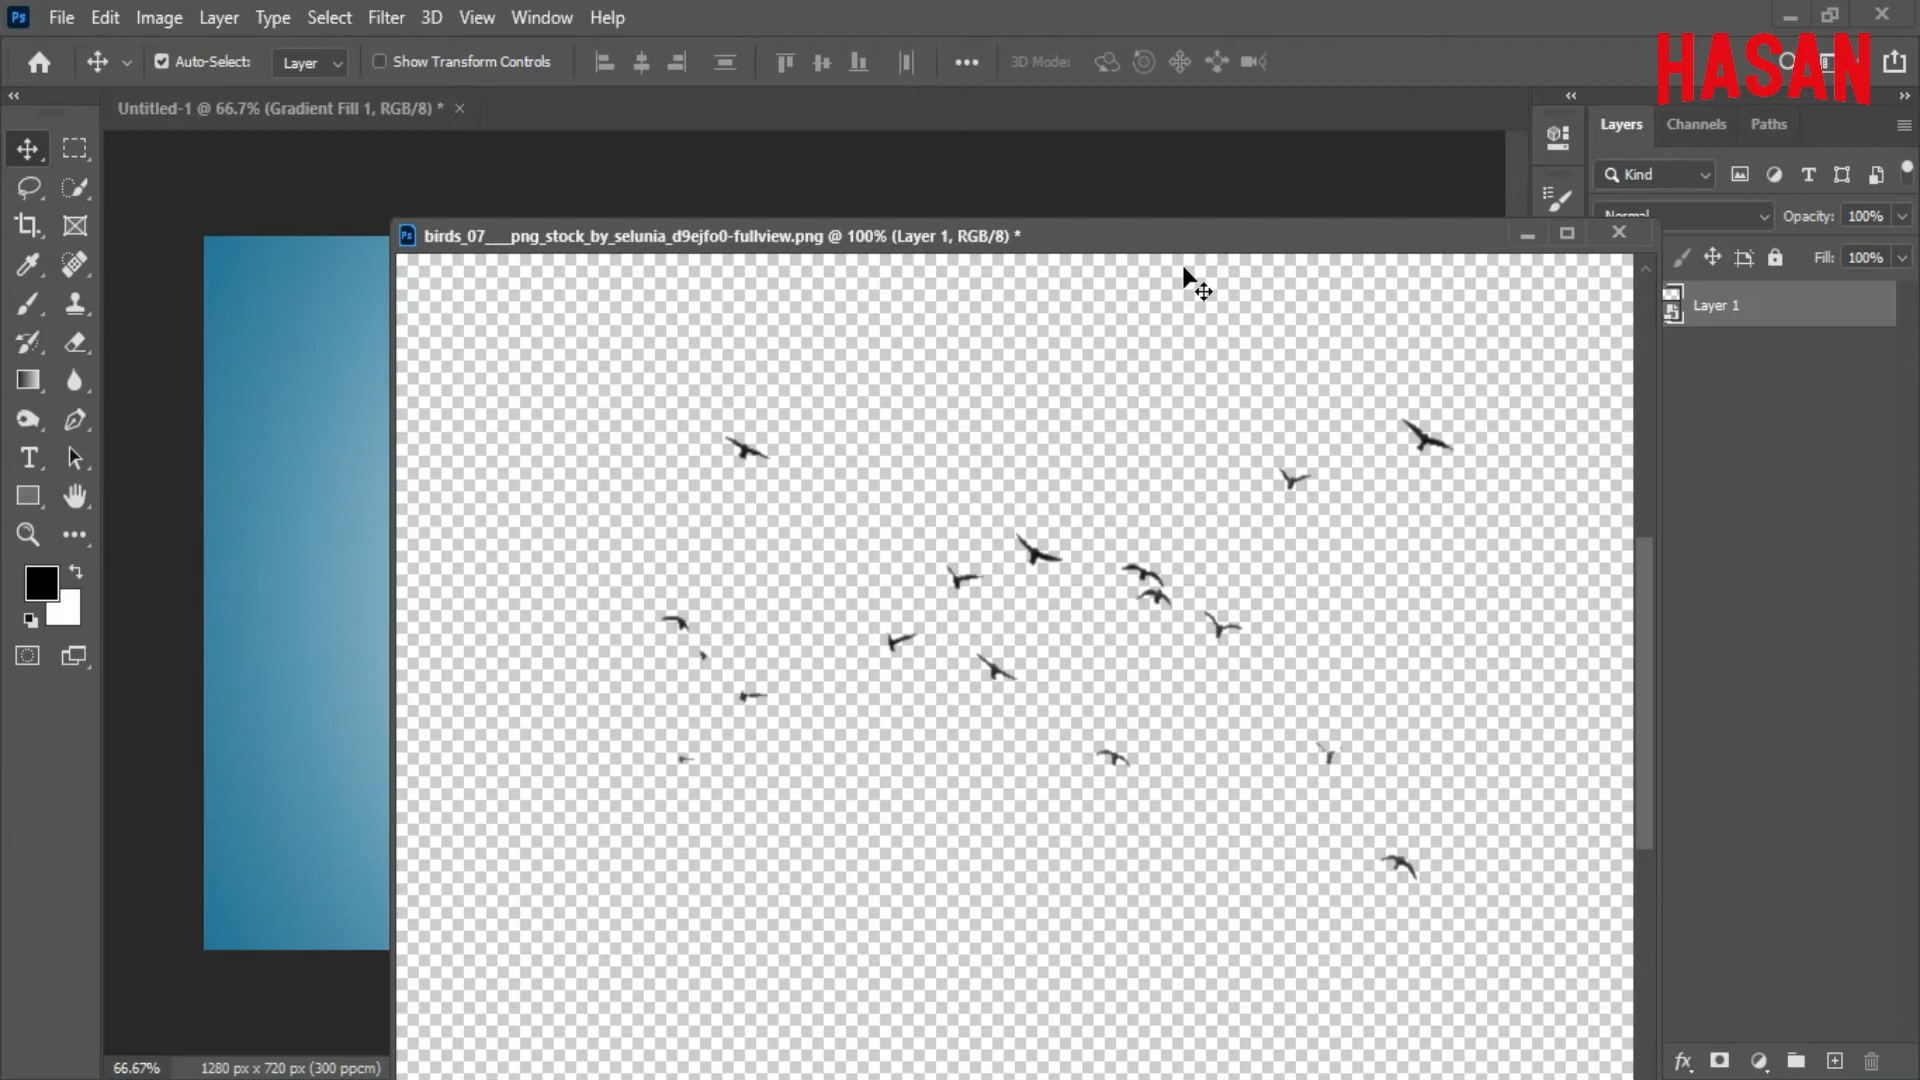 Ps File Edit Image Layer Type Select Filter 3D View Window Help
Auto-Select: Layer Show Transform Controls 3D Mode: HASAN
Untitled-1 @ 66.7% (Gradient Fill 1, RGB/8) *
Layers Channels Paths
Kind
Normal Opacity: 100%
Ps birds_07___png_stock_by_selunia_d9ejfo0-fullview.png @ 100% (Layer 1, RGB/8) *
Fill: 100%
Layer 1
66.67% 1280 px x 720 px (300 ppcm)